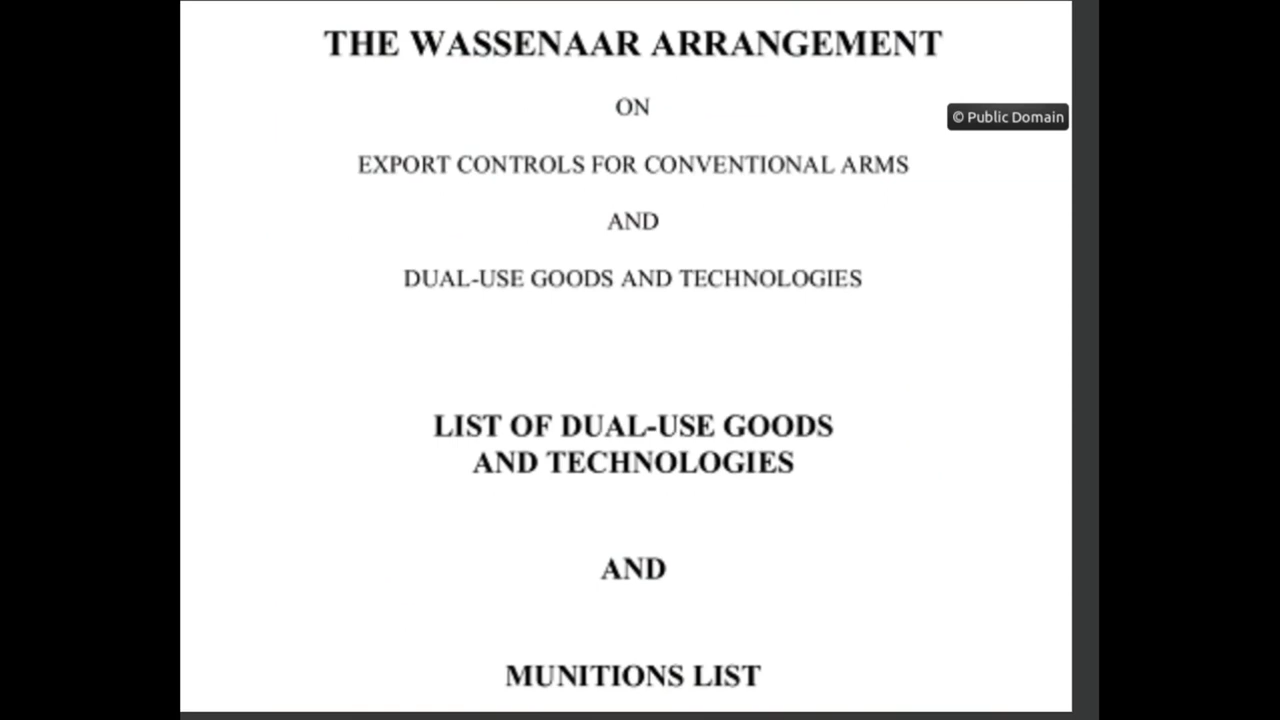 THE WASSENAAR ARRANGEMENT
ON
© Public Domain
EXPORT CONTROLS FOR CONVENTIONAL ARMS
AND
DUAL-USE GOODS AND TECHNOLOGIES
LIST OF DUAL-USE GOODS
AND TECHNOLOGIES
AND
MUNITIONS LIST